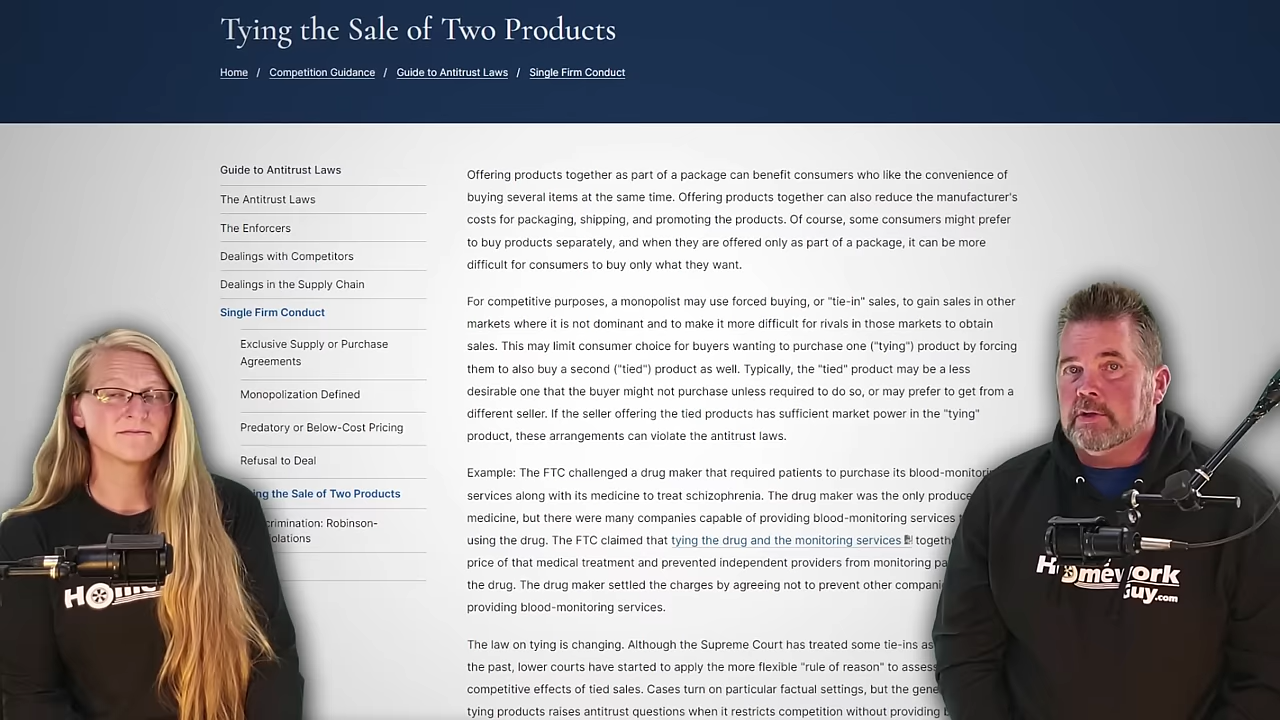 Tying the Sale of Two Products
Home / Competition Guidance / Guide to Antitrust Laws / Single Firm Conduct
Guide to Antitrust Laws
The Antitrust Laws
The Enforcers
Dealings with Competitors
Dealings in the Supply Chain
Single Firm Conduct
Exclusive Supply or Purchase
Agreements
Monopolization Defined
Predatory or Below-Cost Pricing
Refusal to Deal
the Sale of Two Products
Robinson-
Offering products together as part of a package can benefit consumers who like the convenience of
buying several items at the same time. Offering products together can also reduce the manufacturer's
costs for packaging, shipping, and promoting the products. Of course, some consumers might prefer
to buy products separately, and when they are offered only as part of a package, it can be more
difficult for consumers to buy only what they want.
For competitive purposes, a monopolist may use forced buying, or "tie-in" sales, to gain sales in other
markets where it is not dominant and to make it more difficult for rivals in those markets to obtain
sales. This may limit consumer choice for buyers wanting to purchase one ("tying") product by forcing
them to also buy a second ("tied") product as well. Typically, the "tied" product may be a less
desirable one that the buyer might not purchase unless required to do so, or may prefer to get from a
different seller. If the seller offering the tied products has sufficient market power in the "tying"
product, these arrangements can violate the antitrust laws.
Example: The FTC challenged a drug maker that required patients to purchase its
services along with its medicine to treat schizophrenia. The drug maker was the only
medicine, but there were many companies capable of providing blood-monitoring services
using the drug. The FTC claimed that tying the drug and the monitoring services
price of that medical treatment and prevented independent providers from monitoring
the drug. The drug maker settled the charges by agreeing not to prevent other
providing blood-monitoring services.
The law on tying is changing. Although the Supreme Court has treated some tie-ins as
the past, lower courts have started to apply the more flexible "rule of reason" to assess
competitive effects of tied sales. Cases turn on particular factual settings, but the
tying products raises antitrust questions when it restricts competition without providing
Guy.com